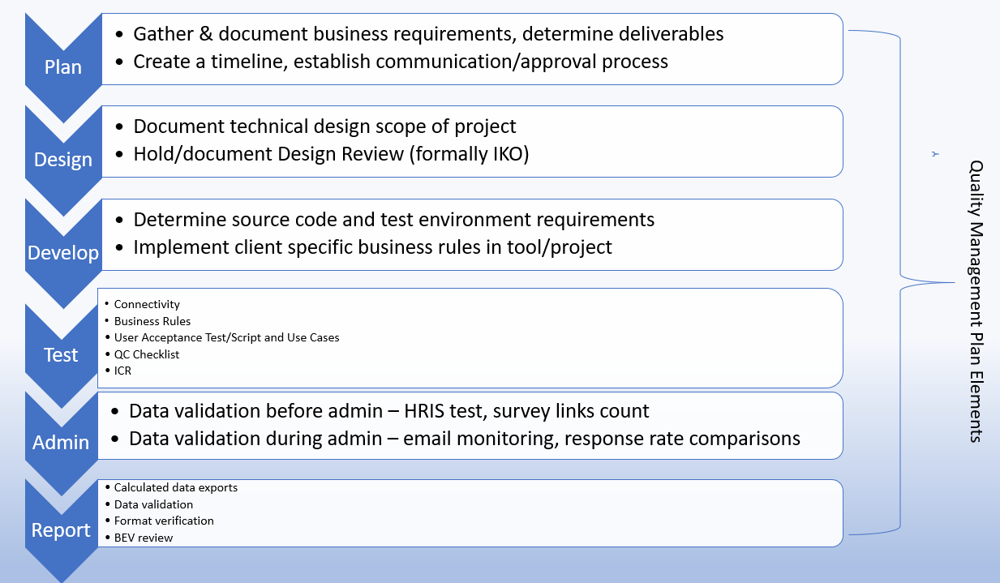 Plan
• Gather & document business requirements, determine deliverables
• Create a timeline, establish communication/approval process
Design
• Document technical design scope of project
• Hold/document Design Review (formally IKO)
Develop
• Determine source code and test environment requirements
• Implement client specific business rules in tool/project
Test
• Connectivity
• Business Rules
• User Acceptance Test/Script and Use Cases
• QC Checklist
• ICR
Admin
• Data validation before admin – HRIS test, survey links count
• Data validation during admin – email monitoring, response rate comparisons
Report
• Calculated data exports
• Data validation
• Format verification
• BEV review
Quality Management Plan Elements